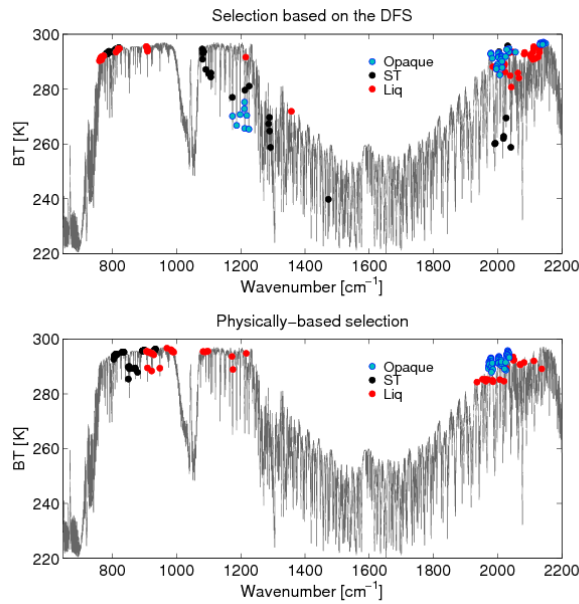 Selection based on the DFS
300
280
260
240
220
BT [K]
Opaque
ST
Liq
800 1000 1200 1400 1600 1800 2000 2200
Wavenumber [cm⁻¹]
Physically−based selection
300
280
260
240
220
BT [K]
Opaque
ST
Liq
800 1000 1200 1400 1600 1800 2000 2200
Wavenumber [cm⁻¹]